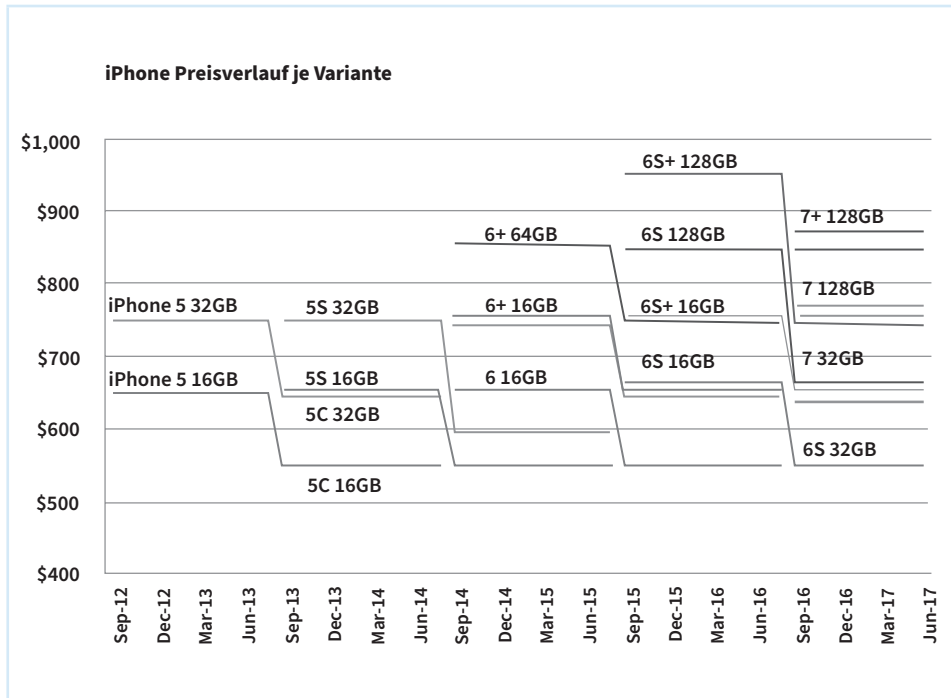 iPhone Preisverlauf je Variante
$1,000
$900
$800
$700
$600
$500
$400
iPhone 5 32GB
iPhone 5 16GB
5S 32GB
5S 16GB
5C 32GB
5C 16GB
6+ 64GB
6+ 16GB
6 16GB
6S+ 128GB
6S 128GB
6S+ 16GB
6S 16GB
7+ 128GB
7 128GB
7 32GB
6S 32GB
Sep-12
Dec-12
Mar-13
Jun-13
Sep-13
Dec-13
Mar-14
Jun-14
Sep-14
Mar-15
Jun-15
Sep-15
Dec-15
Mar-16
Jun-16
Sep-16
Dec-16
Mar-17
Jun-17